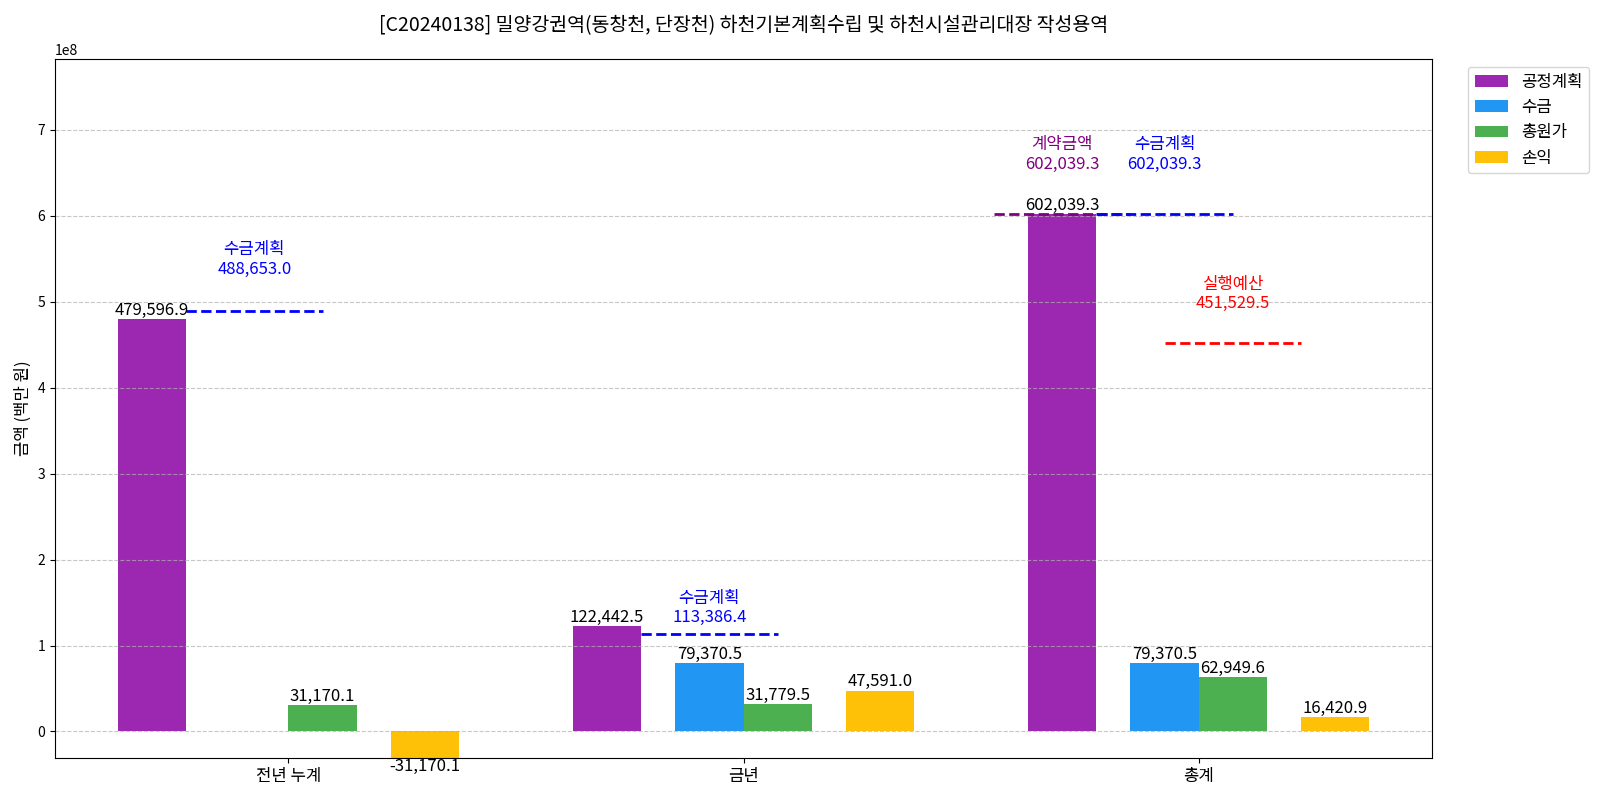 [C20240138] 밀양강권역(동창천, 단장천) 하천기본계획수립 및 하천시설관리대장 작성용역
1e8
공정계획
수금
총원가
손익
금액 (백만 원)
7
6
5
4
3
2
1
0
수금계획
488,653.0
479,596.9
31,170.1
-31,170.1
수금계획
113,386.4
122,442.5
79,370.5
31,779.5
47,591.0
계약금액
602,039.3
수금계획
602,039.3
602,039.3
실행예산
451,529.5
79,370.5
62,949.6
16,420.9
전년 누계
금년
총계